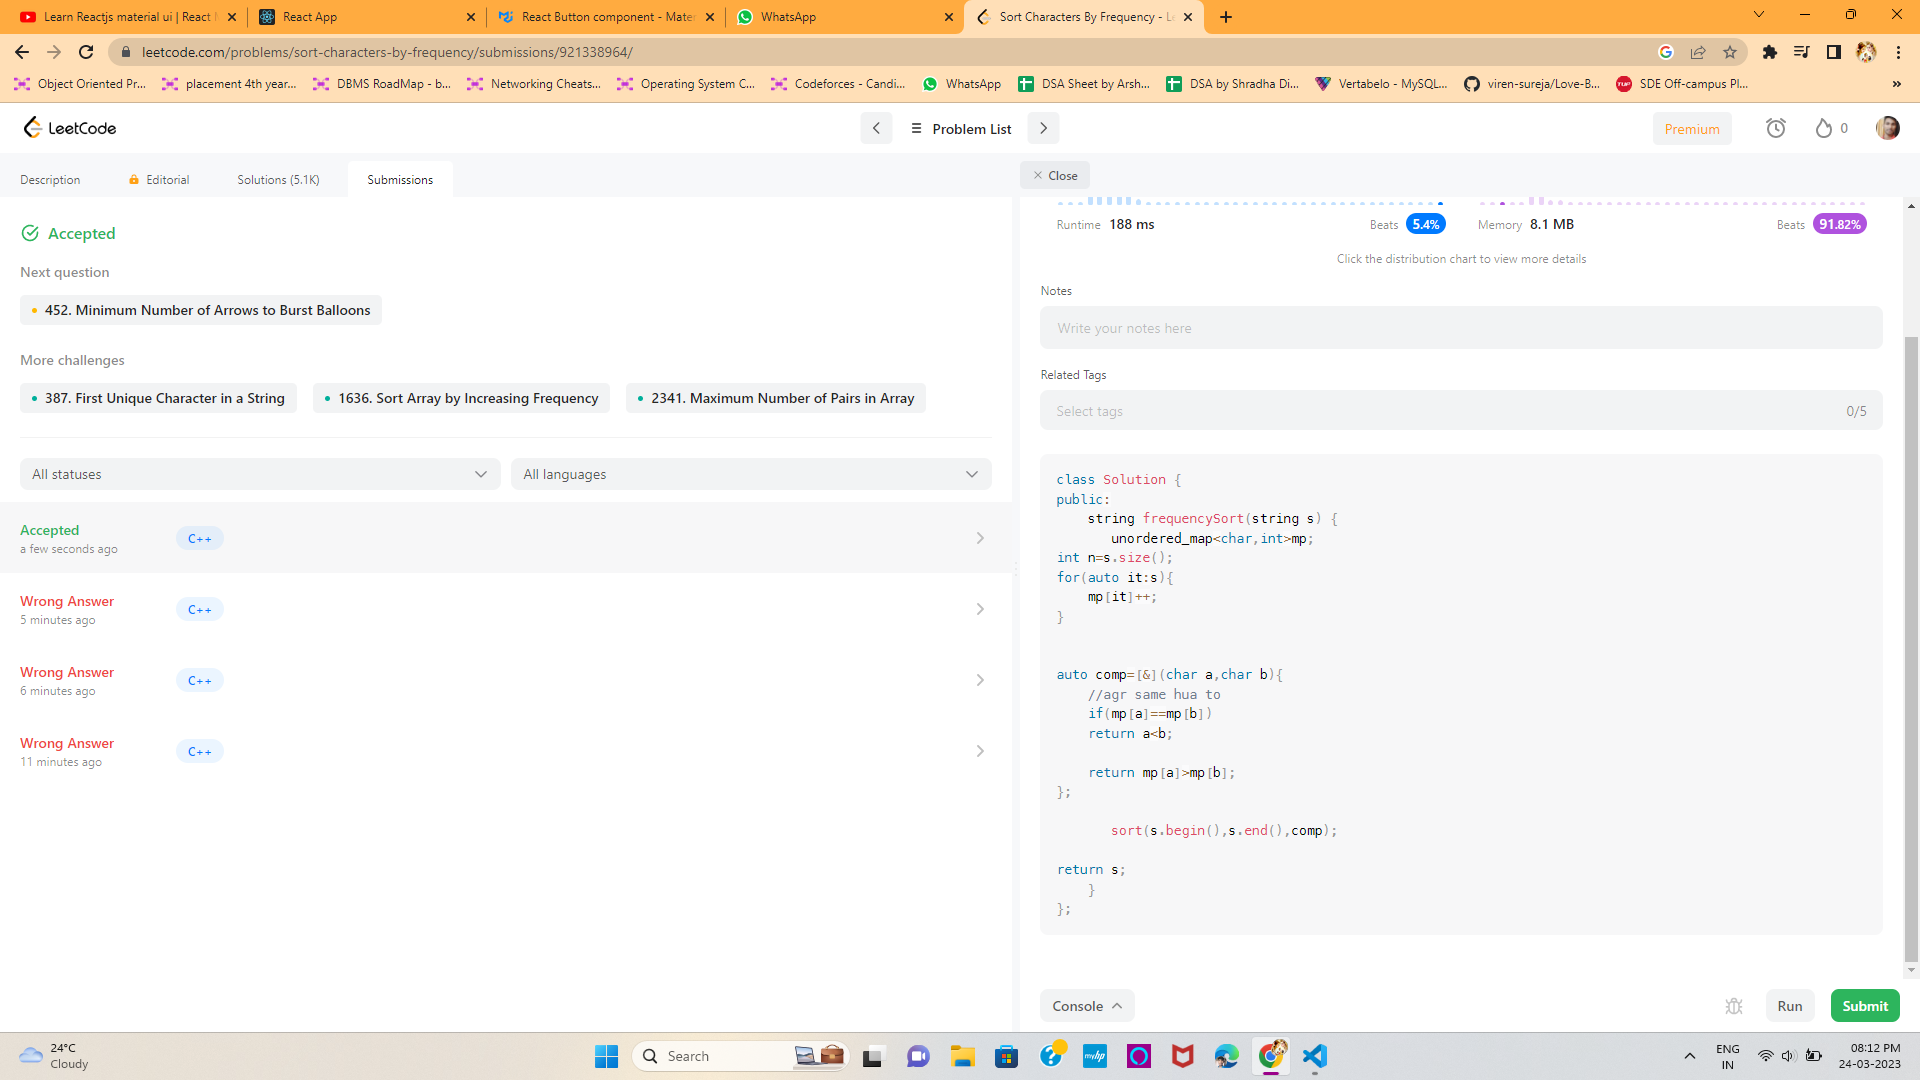 Learn Reactjs material ui | React
React App
React Button component - Mater
WhatsApp
Sort Characters By Frequency - Le
leetcode.com/problems/sort-characters-by-frequency/submissions/921338964/
Object Oriented Pr...
placement 4th year...
DBMS RoadMap - b...
Networking Cheats...
Operating System C...
Codeforces - Candi...
WhatsApp
DSA Sheet by Arsh...
DSA by Shradha Di...
Vertabelo - MySQL...
viren-sureja/Love-B...
SDE Off-campus Pl...
LeetCode
Problem List
Premium
0
Description
Editorial
Solutions (5.1K)
Submissions
Close
Accepted
Next question
452. Minimum Number of Arrows to Burst Balloons
More challenges
387. First Unique Character in a String
1636. Sort Array by Increasing Frequency
2341. Maximum Number of Pairs in Array
All statuses
All languages
Accepted
a few seconds ago
C++
Wrong Answer
5 minutes ago
C++
Wrong Answer
6 minutes ago
C++
Wrong Answer
11 minutes ago
C++
Runtime 188 ms
Beats 5.4%
Memory 8.1 MB
Beats 91.82%
Click the distribution chart to view more details
Notes
Write your notes here
Related Tags
Select tags
0/5
class Solution {
public:
    string frequencySort(string s) {
       unordered_map<char,int>mp;
int n=s.size();
for(auto it:s){
    mp[it]++;
}
auto comp=[&](char a,char b){
    //agr same hua to
    if(mp[a]==mp[b])
    return a<b;
    return mp[a]>mp[b];
};
       sort(s.begin(),s.end(),comp);
return s;
    }
};
Console
Run
Submit
24°C
Cloudy
Search
myhp
ENG
IN
08:12 PM
24-03-2023